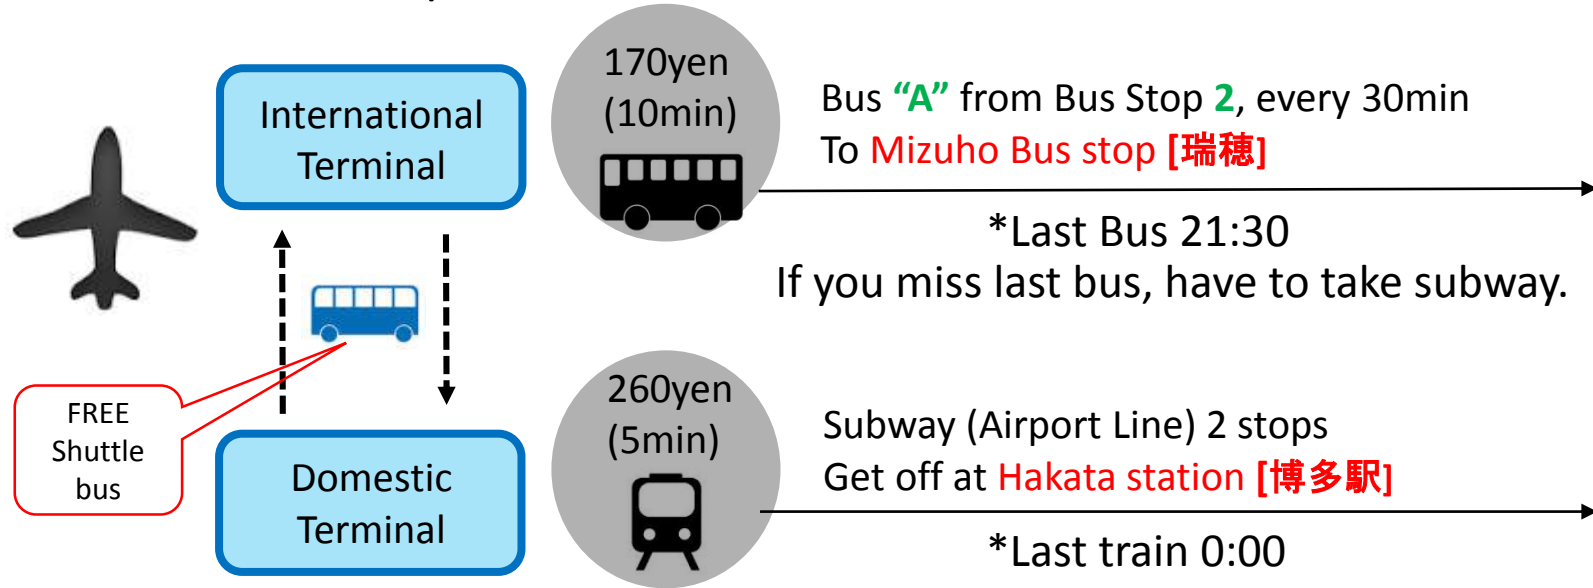 International
Terminal
170yen
(10min)
Bus “A” from Bus Stop 2, every 30min
To Mizuho Bus stop [瑞穂]
*Last Bus 21:30
If you miss last bus, have to take subway.
FREE
Shuttle
bus
Domestic
Terminal
260yen
(5min)
Subway (Airport Line) 2 stops
Get off at Hakata station [博多駅]
*Last train 0:00